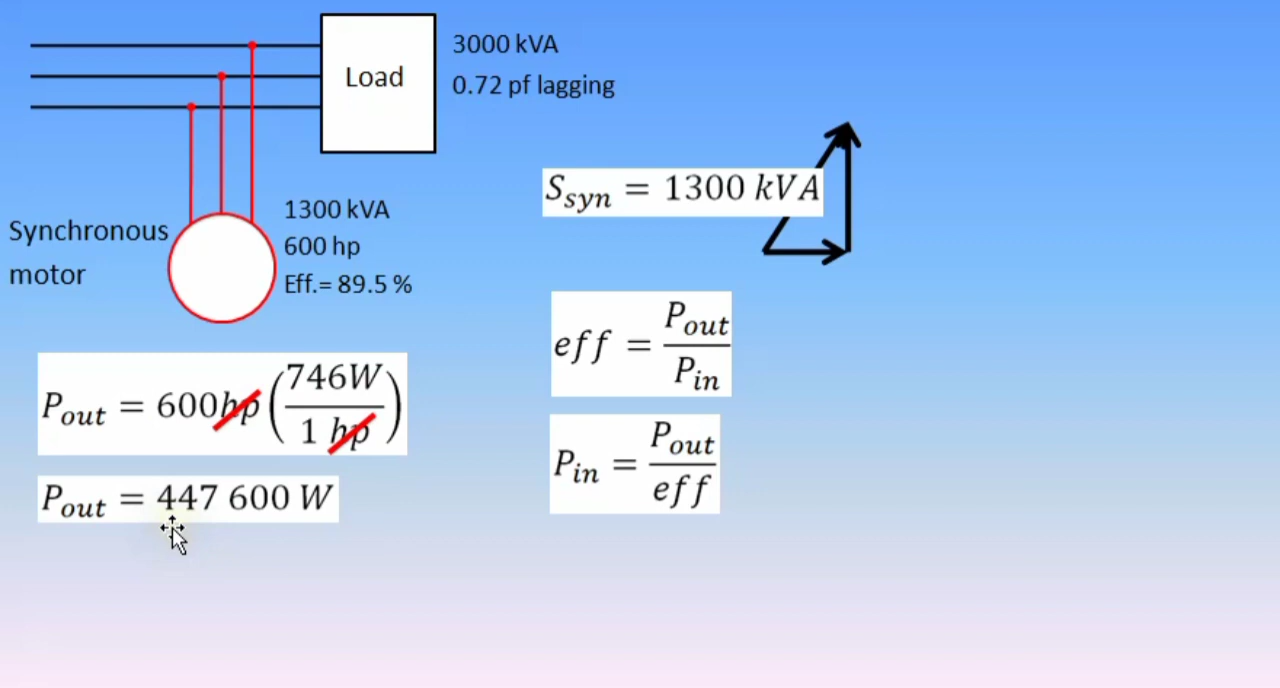 Load
3000 kVA
0.72 pf lagging
Synchronous
motor
1300 kVA
600 hp
Eff.= 89.5 %
S_syn = 1300 kVA
eff = P_out / P_in
P_out = 600hp (746W / 1 hp)
P_in = P_out / eff
P_out = 447 600 W